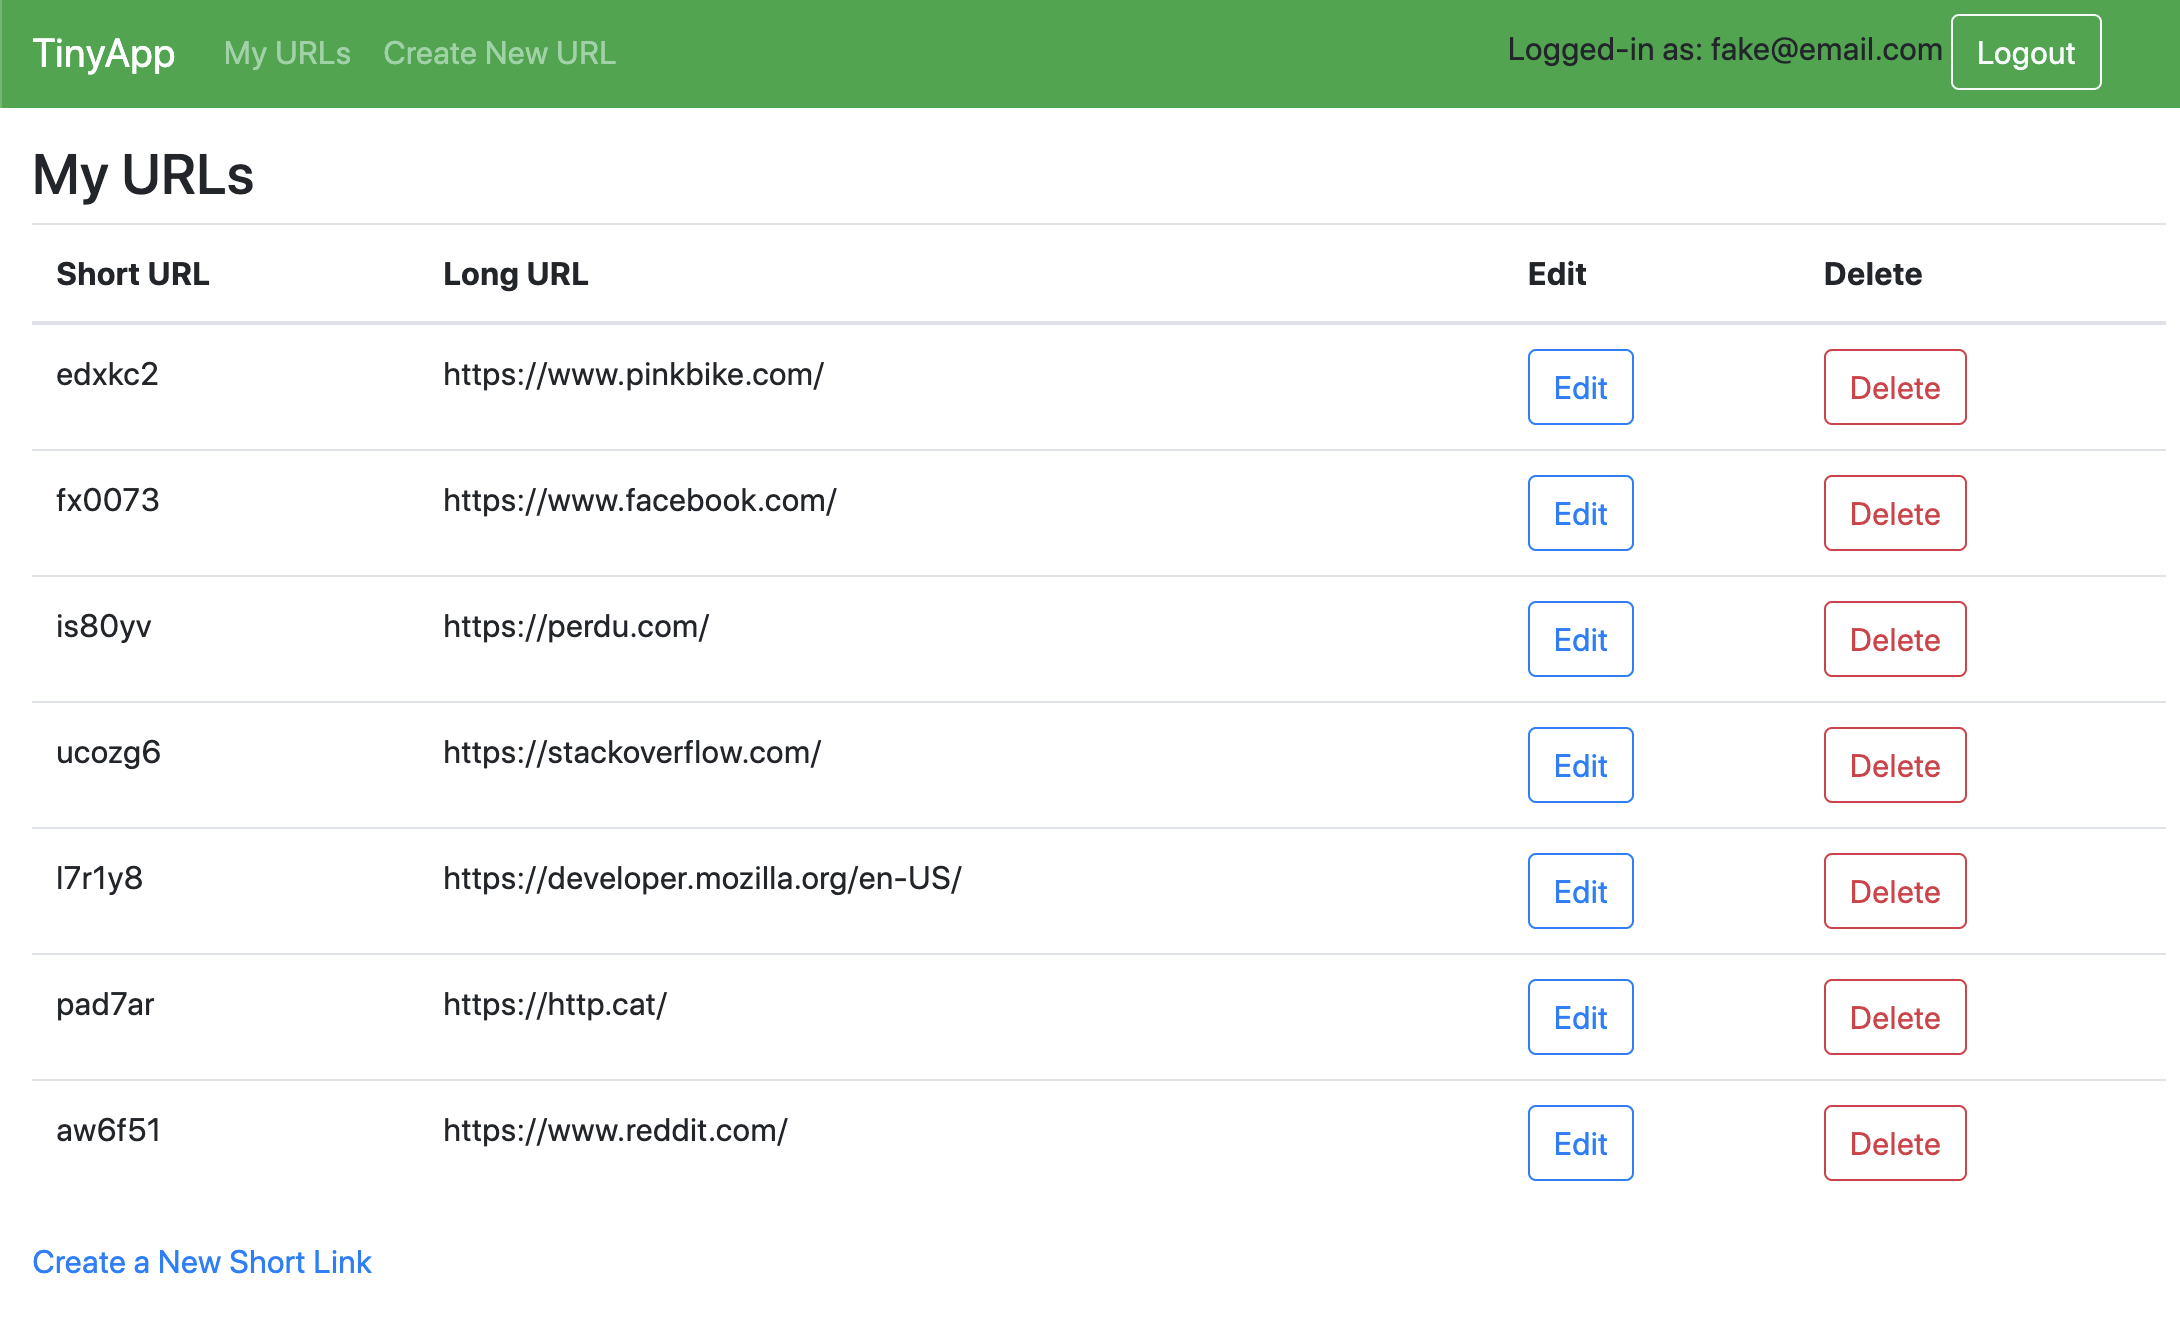 TinyApp My URLs Create New URL Logged-in as: fake@email.com Logout
My URLs
Short URL Long URL Edit Delete
edxkc2 https://www.pinkbike.com/ Edit Delete
fx0073 https://www.facebook.com/ Edit Delete
is80yv https://perdu.com/ Edit Delete
ucozg6 https://stackoverflow.com/ Edit Delete
l7r1y8 https://developer.mozilla.org/en-US/ Edit Delete
pad7ar https://http.cat/ Edit Delete
aw6f51 https://www.reddit.com/ Edit Delete
Create a New Short Link